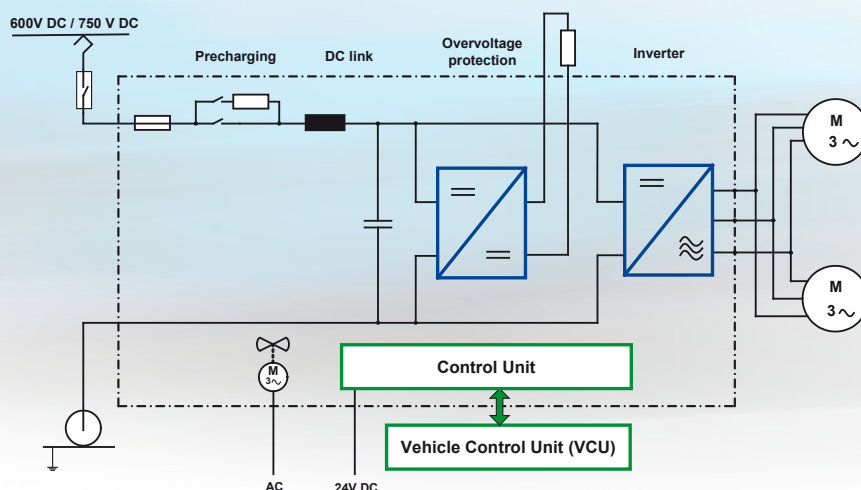 600V DC / 750 V DC
Precharging
DC link
Overvoltage
protection
Inverter
M
3
M
3
M
3
Control Unit
Vehicle Control Unit (VCU)
AC
24V DC